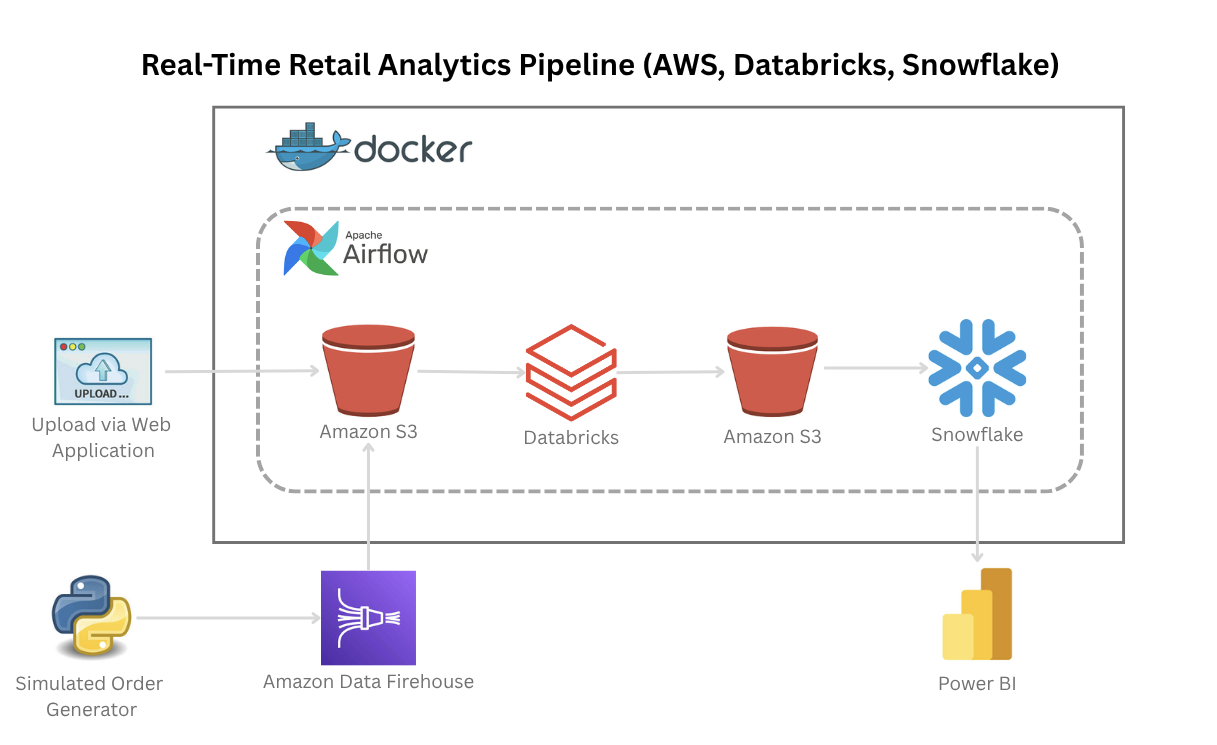 Real-Time Retail Analytics Pipeline (AWS, Databricks, Snowflake)
docker
Apache
Airflow
UPLOAD ...
Upload via Web
Application
Amazon S3
Databricks
Amazon S3
Snowflake
Simulated Order
Generator
Amazon Data Firehouse
Power BI